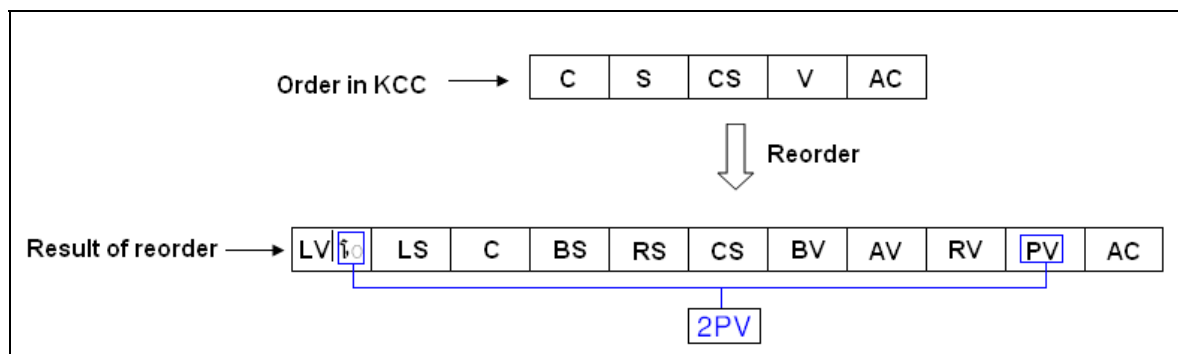 Order in KCC C S CS V AC
Reorder
Result of reorder LV េ LS C BS RS CS BV AV RV PV AC
2PV